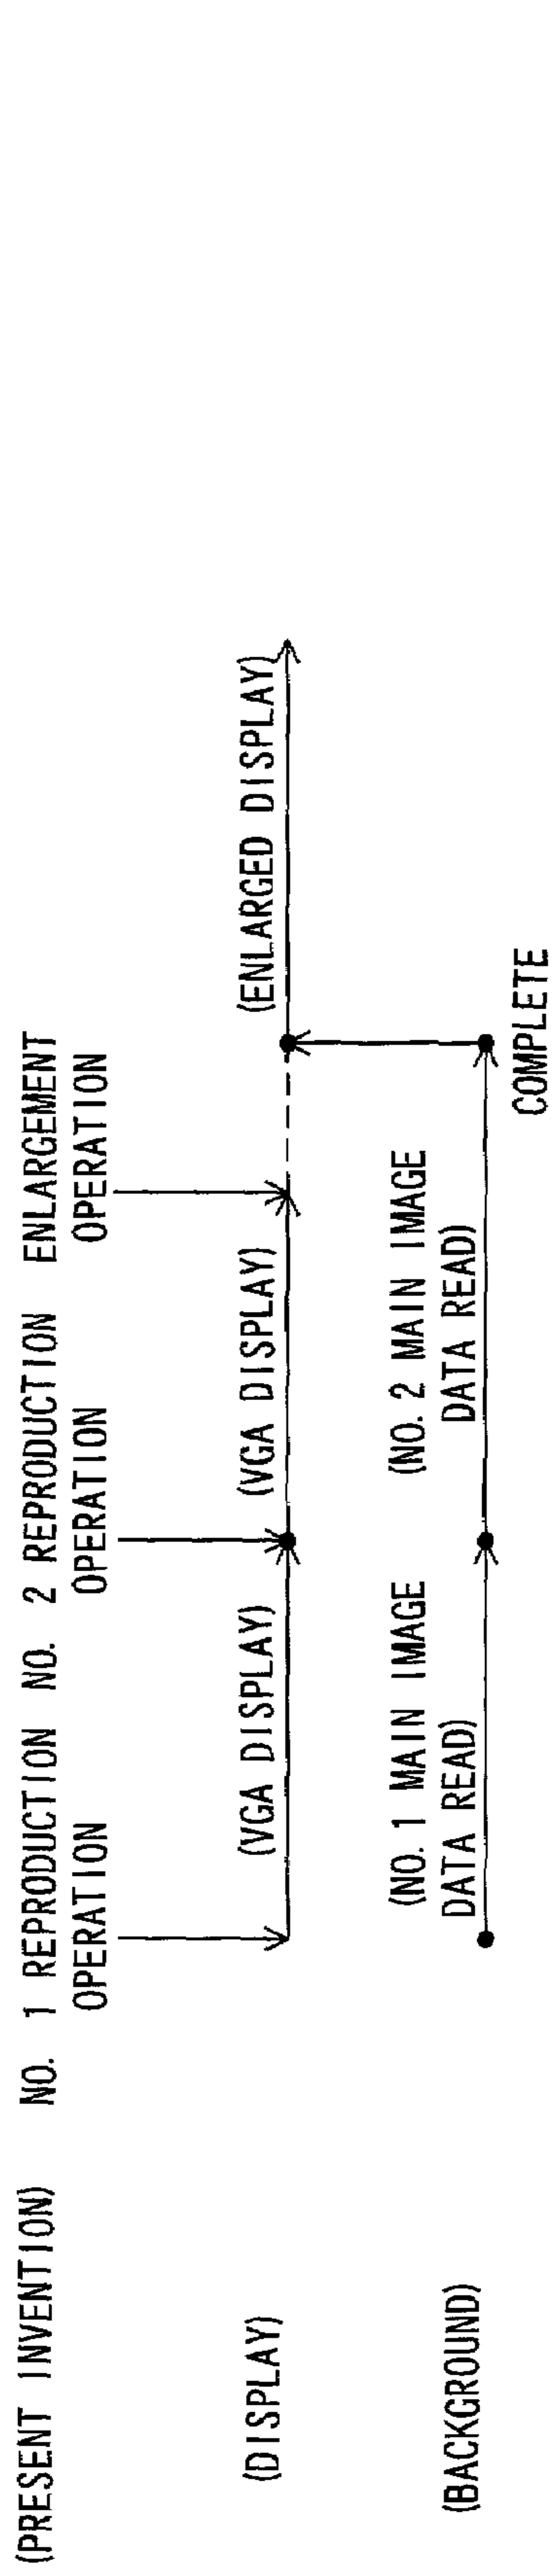 (PRESENT INVENTION) NO. 1 REPRODUCTION NO. 2 REPRODUCTION ENLARGEMENT
OPERATION OPERATION OPERATION
(DISPLAY) (VGA DISPLAY) (VGA DISPLAY) (ENLARGED DISPLAY)
(NO. 1 MAIN IMAGE (NO. 2 MAIN IMAGE
(BACKGROUND) DATA READ) DATA READ)
COMPLETE